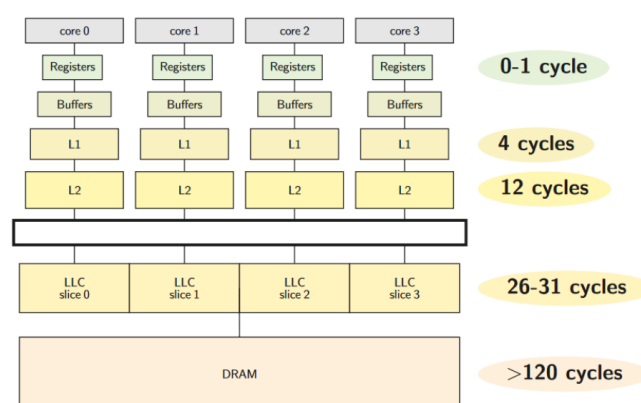 core 0 core 1 core 2 core 3
Registers Registers Registers Registers 0-1 cycle
Buffers Buffers Buffers Buffers
L1 L1 L1 L1 4 cycles
L2 L2 L2 L2 12 cycles
LLC LLC LLC LLC
slice 0 slice 1 slice 2 slice 3 26-31 cycles
DRAM >120 cycles